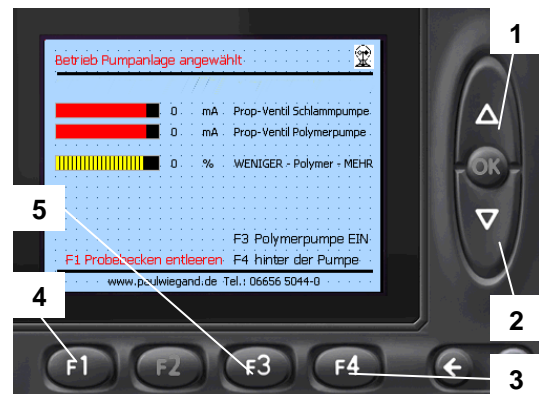 Betrieb Pumpanlage angewählt
0 mA Prop-Ventil Schlammpumpe
0 mA Prop-Ventil Polymerpumpe
0 % WENIGER - Polymer - MEHR
F3 Polymerpumpe EIN
F1 Probebecken entleeren F4 hinter der Pumpe
www.paulwiegand.de Tel.: 06656 5044-0
1
OK
2
5
4
3
F1 F2 F3 F4